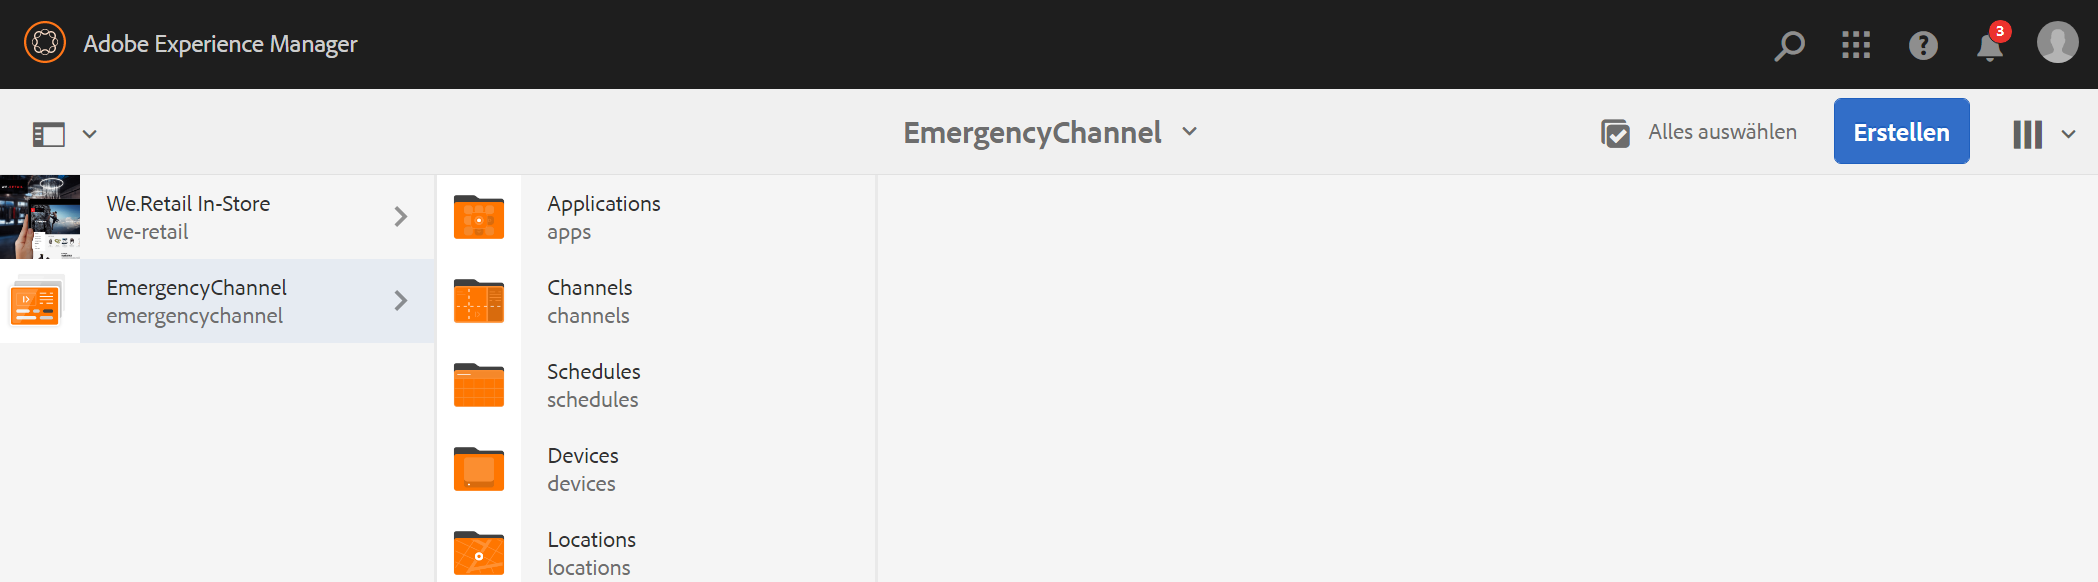 Adobe Experience Manager
3
EmergencyChannel
Alles auswählen
Erstellen
We.Retail In-Store
we-retail
EmergencyChannel
emergencychannel
Applications
apps
Channels
channels
Schedules
schedules
Devices
devices
Locations
locations